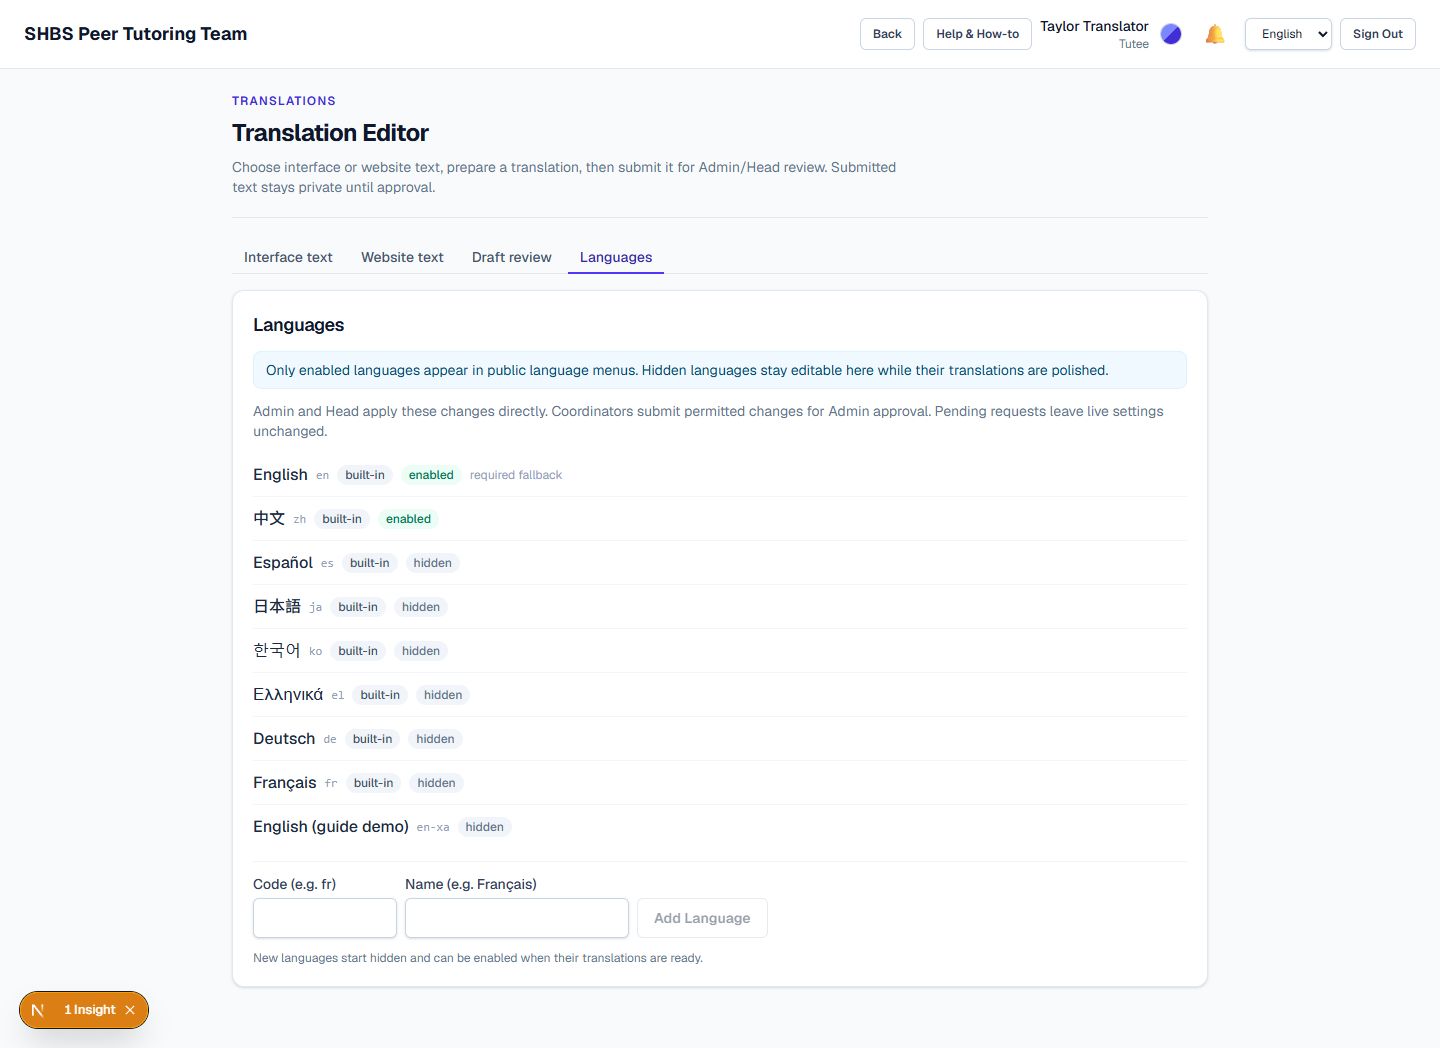 SHBS Peer Tutoring Team
Back
Help & How-to
Taylor Translator
Tutee
English
Sign Out
TRANSLATIONS
Translation Editor
Choose interface or website text, prepare a translation, then submit it for Admin/Head review. Submitted
text stays private until approval.
Interface text
Website text
Draft review
Languages
Languages
Only enabled languages appear in public language menus. Hidden languages stay editable here while their translations are polished.
Admin and Head apply these changes directly. Coordinators submit permitted changes for Admin approval. Pending requests leave live settings
unchanged.
English en built-in enabled required fallback
中文 zh built-in enabled
Español es built-in hidden
日本語 ja built-in hidden
한국어 ko built-in hidden
Ελληνικά el built-in hidden
Deutsch de built-in hidden
Français fr built-in hidden
English (guide demo) en-xa hidden
Code (e.g. fr)
Name (e.g. Français)
Add Language
New languages start hidden and can be enabled when their translations are ready.
N
1 Insight